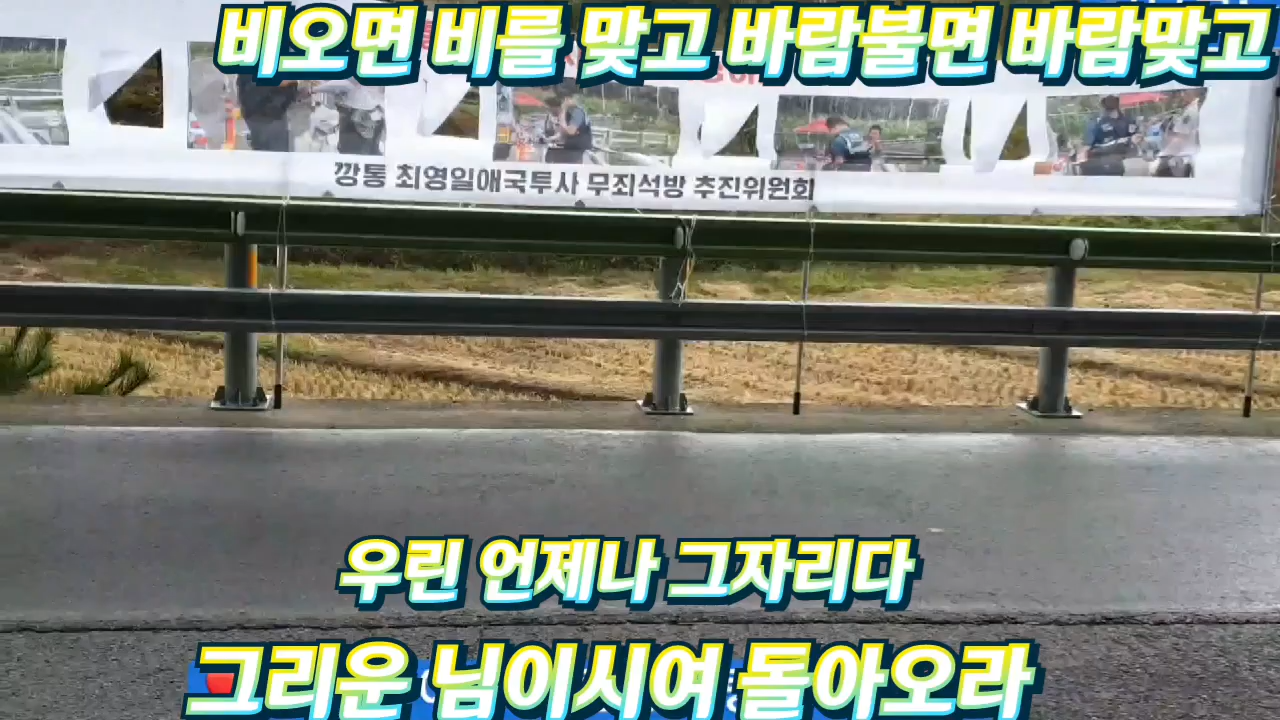 비오면 비를 맞고 바람불면 바람맞고
깡통 최영일애국투사 무죄석방 추진위원회
우린 언제나 그자리다
그리운 님이시여 돌아오라